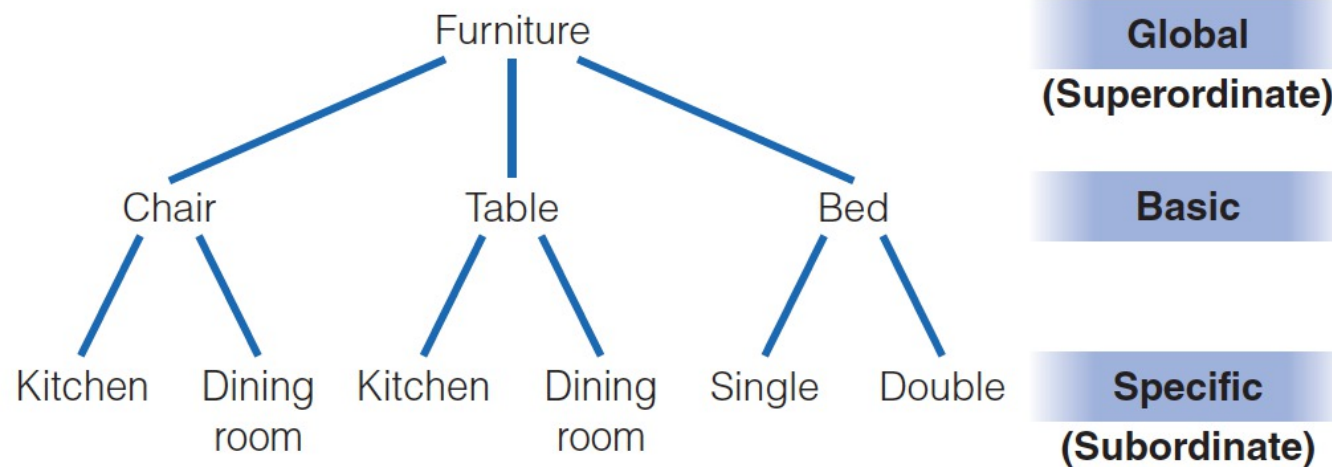 Furniture
Global
(Superordinate)
Chair Table Bed
Basic
Kitchen Dining Kitchen Dining Single Double
room room
Specific
(Subordinate)